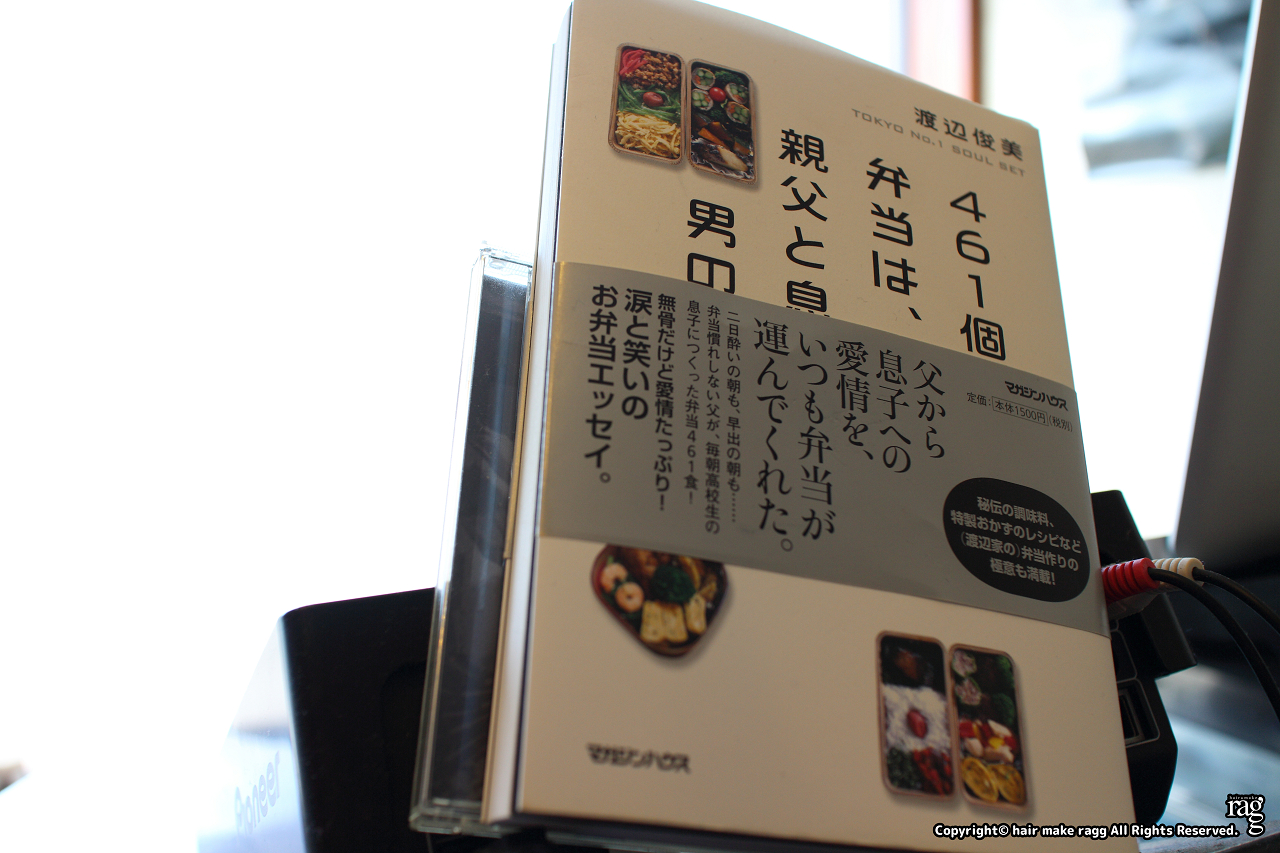 渡辺俊美
TOKYO No.1 SOUL SET
461個
弁当は、
親父と息
男の
マガジンハウス
定価:本体1500円(税別)
父から
息子への
愛情を、
いつも弁当が
運んでくれた。
二日酔いの朝も、早出の朝も……
弁当慣れしない父が、毎朝高校生の
息子につくった弁当461食!
無骨だけど愛情たっぷり!
涙と笑いの
お弁当エッセイ。
秘伝の調味料、
特製おかずのレシピなど
(渡辺家の)弁当作りの
極意も満載!
マガジンハウス
Pioneer
hair make
rag
Copyright© hair make ragg All Rights Reserved.